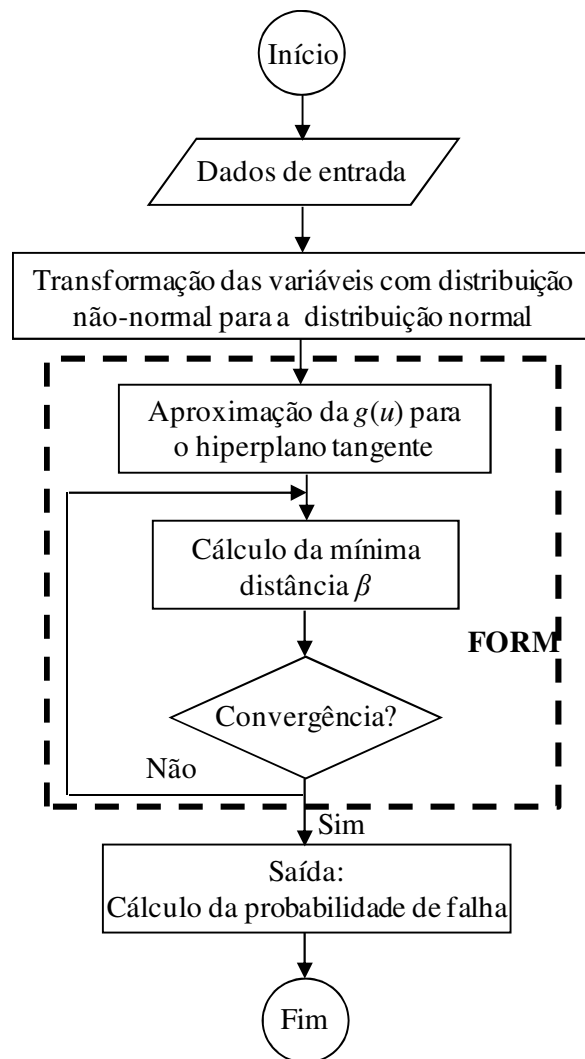 Início
Dados de entrada
Transformação das variáveis com distribuição
não-normal para a distribuição normal
Aproximação da g(u) para
o hiperplano tangente
Cálculo da mínima
distância β
FORM
Convergência?
Não
Sim
Saída:
Cálculo da probabilidade de falha
Fim